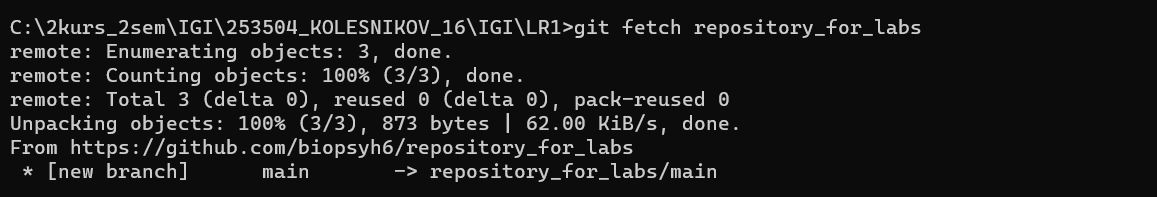 C:\2kurs_2sem\IGI\253504_KOLESNIKOV_16\IGI\LR1>git fetch repository_for_labs
remote: Enumerating objects: 3, done.
remote: Counting objects: 100% (3/3), done.
remote: Total 3 (delta 0), reused 0 (delta 0), pack-reused 0
Unpacking objects: 100% (3/3), 873 bytes | 62.00 KiB/s, done.
From https://github.com/biopsyh6/repository_for_labs
 * [new branch]      main       -> repository_for_labs/main